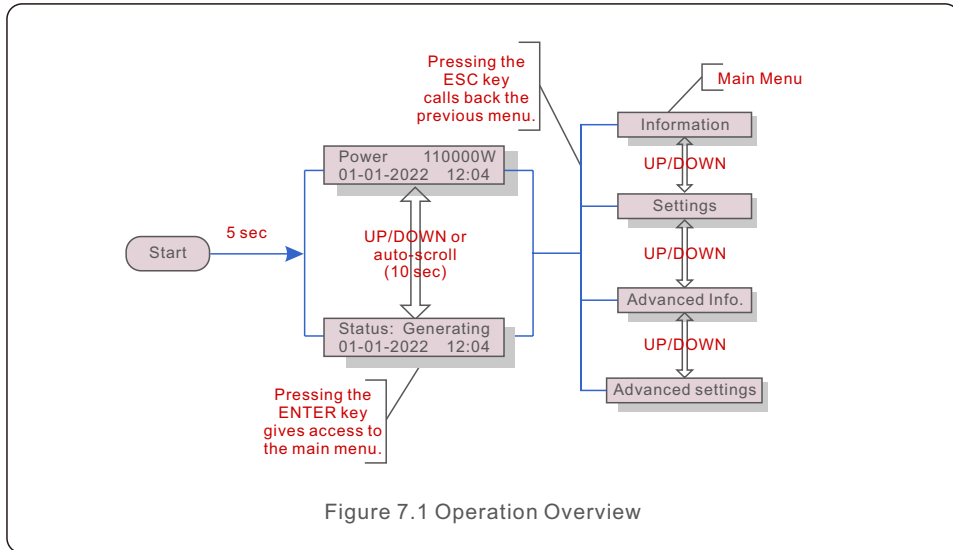 Pressing the
ESC key
calls back the
previous menu.
Main Menu
Information
UP/DOWN
Settings
UP/DOWN
Advanced Info.
UP/DOWN
Advanced settings
Start
5 sec
Power 110000W
01-01-2022 12:04
UP/DOWN or
auto-scroll
(10 sec)
Status: Generating
01-01-2022 12:04
Pressing the
ENTER key
gives access to
the main menu.
Figure 7.1 Operation Overview